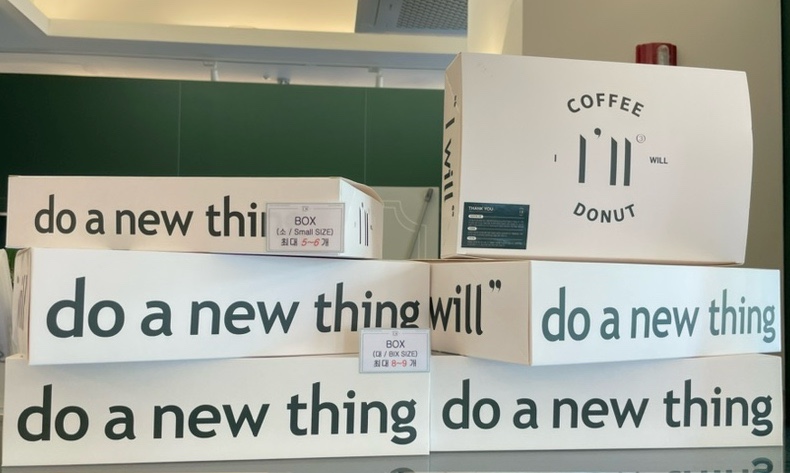 COFFEE
I I'll WILL
DONUT
"I will"
THANK YOU
do a new thi
BOX
(소 / Small SIZE)
최대 5~6 개
I'll
do a new thing
will"
do a new thing
BOX
(대 / BIX SIZE)
최대 8~9 개
do a new thing
do a new thing